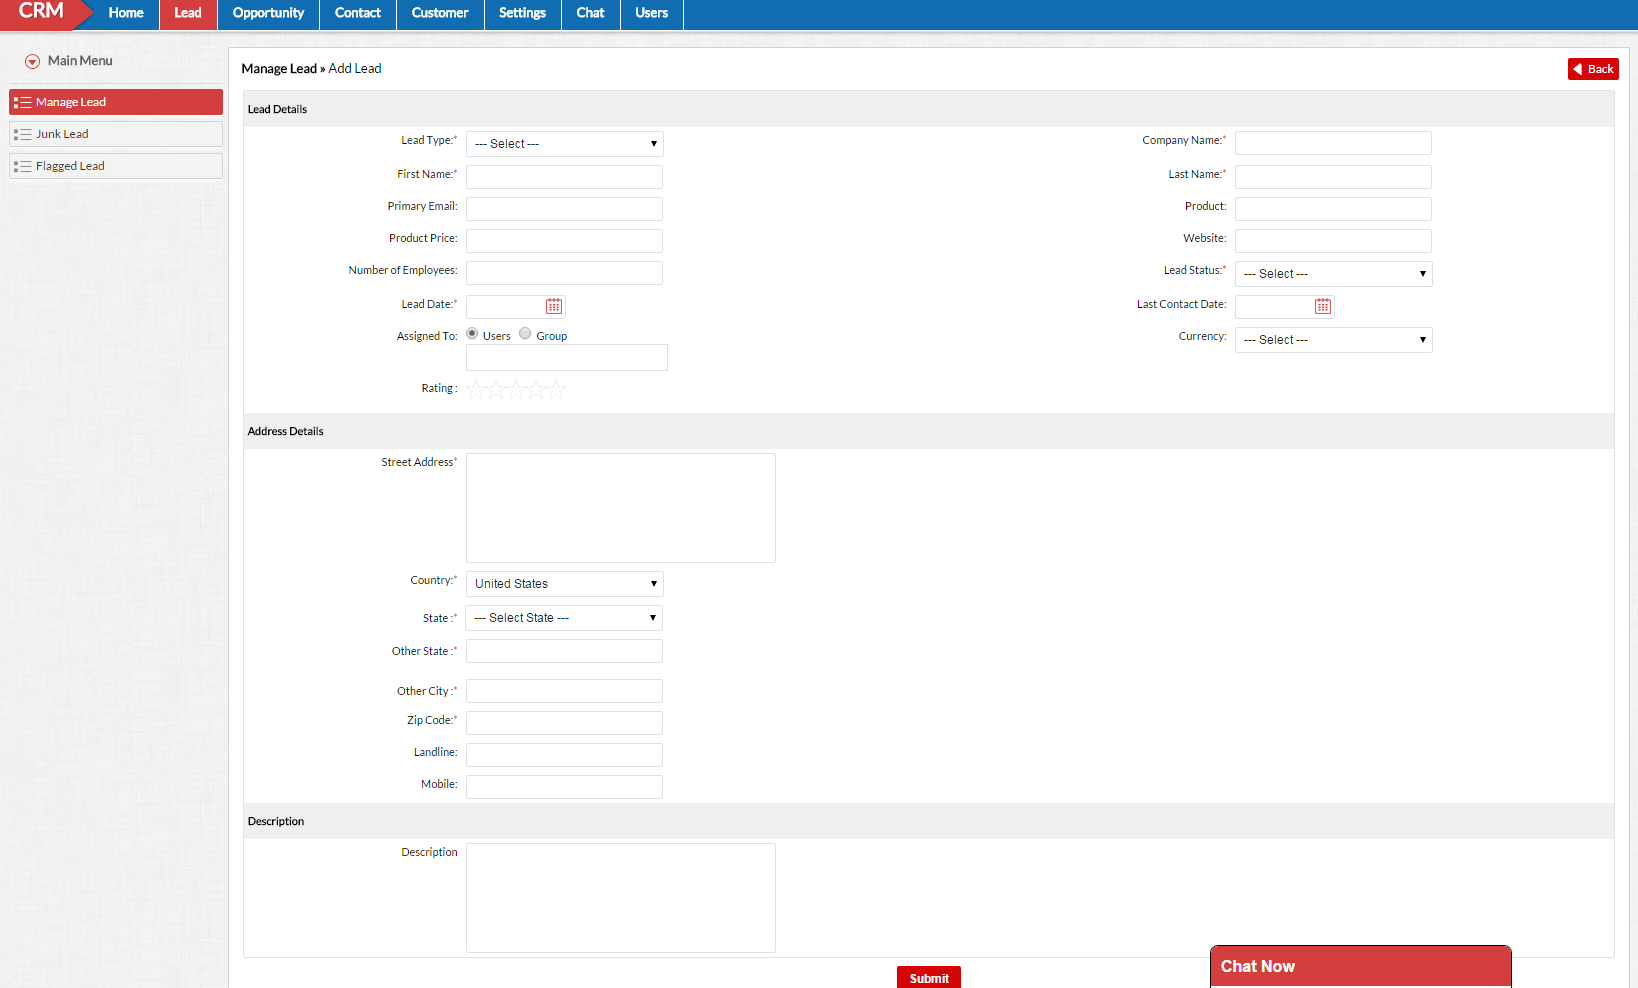 CRM Home Lead Opportunity Contact Customer Settings Chat Users
Main Menu
Manage Lead
Junk Lead
Flagged Lead
Manage Lead » Add Lead
Back
Lead Details
Lead Type:* --- Select --- Company Name:*
First Name:* Last Name:*
Primary Email: Product:
Product Price: Website:
Number of Employees: Lead Status:* --- Select ---
Lead Date:* Last Contact Date:
Assigned To: Users Group Currency: --- Select ---
Rating :
Address Details
Street Address*
Country:* United States
State :* --- Select State ---
Other State :*
Other City :*
Zip Code:*
Landline:
Mobile:
Description
Description
Submit
Chat Now